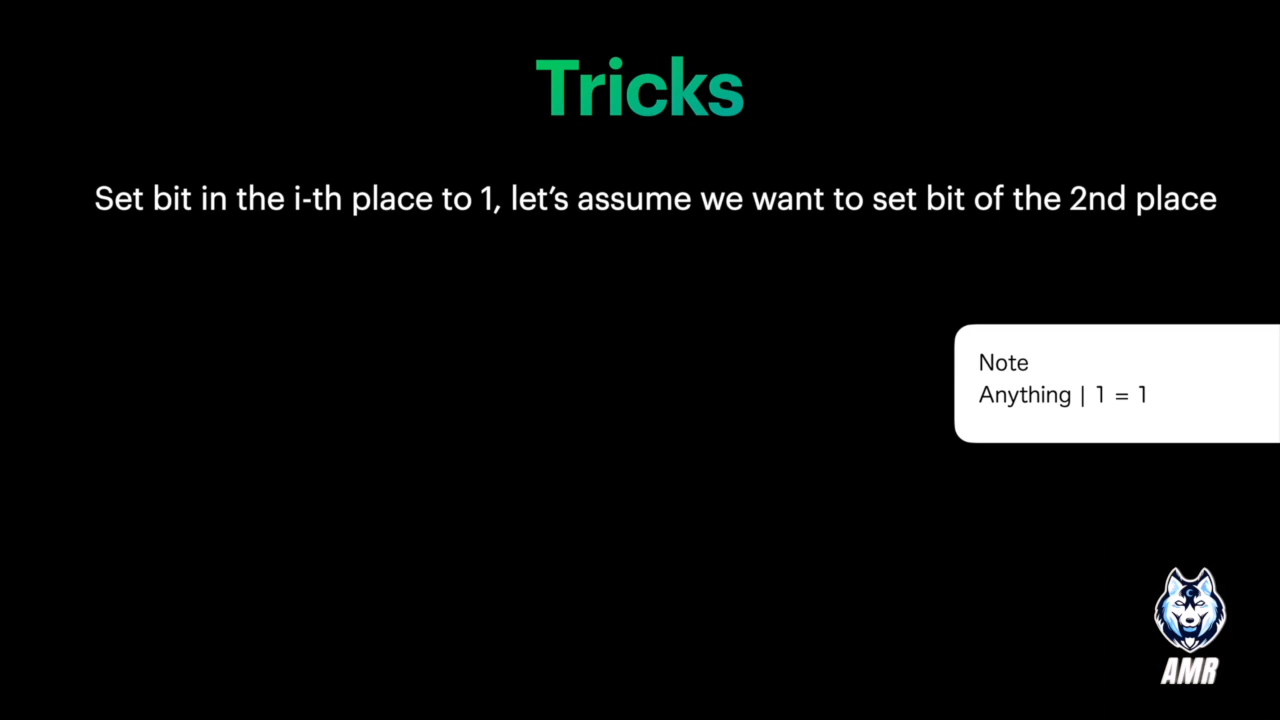 Tricks
Set bit in the i-th place to 1, let’s assume we want to set bit of the 2nd place
Note
Anything | 1 = 1
AMR